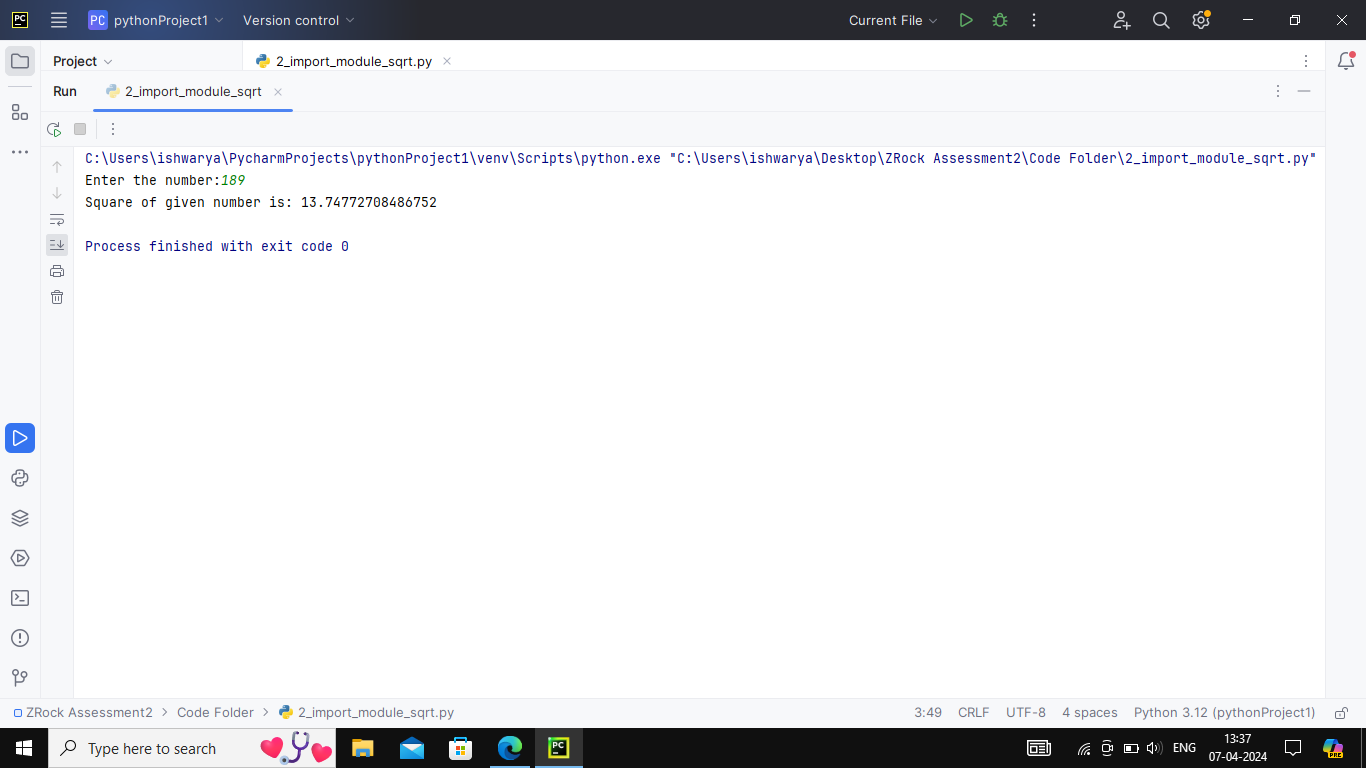 PC
PC pythonProject1 Version control Current File
Project 2_import_module_sqrt.py
Run 2_import_module_sqrt
C:\Users\ishwarya\PycharmProjects\pythonProject1\venv\Scripts\python.exe "C:\Users\ishwarya\Desktop\ZRock Assessment2\Code Folder\2_import_module_sqrt.py"
Enter the number:189
Square of given number is: 13.74772708486752
Process finished with exit code 0
ZRock Assessment2 > Code Folder > 2_import_module_sqrt.py 3:49 CRLF UTF-8 4 spaces Python 3.12 (pythonProject1)
Type here to search PC ENG 13:37 PRE
07-04-2024